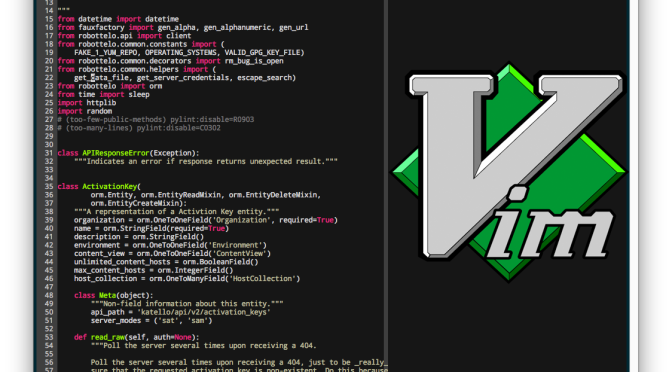 13
14 """
15 from datetime import datetime
16 from fauxfactory import gen_alpha, gen_alphanumeric, gen_url
17 from robottelo.api import client
18 from robottelo.common.constants import (
19     FAKE_1_YUM_REPO, OPERATING_SYSTEMS, VALID_GPG_KEY_FILE)
20 from robottelo.common.decorators import rm_bug_is_open
21 from robottelo.common.helpers import (
22     get_data_file, get_server_credentials, escape_search)
23 from robottelo import orm
24 from time import sleep
25 import httplib
26 import random
27 # (too-few-public-methods) pylint:disable=R0903
28 # (too-many-lines) pylint:disable=C0302
29
30
31 class APIResponseError(Exception):
32     """Indicates an error if response returns unexpected result."""
33
34
35 class ActivationKey(
36         orm.Entity, orm.EntityReadMixin, orm.EntityDeleteMixin,
37         orm.EntityCreateMixin):
38     """A representation of a Activtion Key entity."""
39     organization = orm.OneToOneField('Organization', required=True)
40     name = orm.StringField(required=True)
41     description = orm.StringField()
42     environment = orm.OneToOneField('Environment')
43     content_view = orm.OneToOneField('ContentView')
44     unlimited_content_hosts = orm.BooleanField()
45     max_content_hosts = orm.IntegerField()
46     host_collection = orm.OneToManyField('HostCollection')
47
48     class Meta(object):
49         """Non-field information about this entity."""
50         api_path = 'katello/api/v2/activation_keys'
51         server_modes = ('sat', 'sam')
52
53     def read_raw(self, auth=None):
54         """Poll the server several times upon receiving a 404.
55
56         Poll the server several times upon receiving a 404, just to be _really_
57         sure that the requested activation key is non-existent. Do this because
Vim